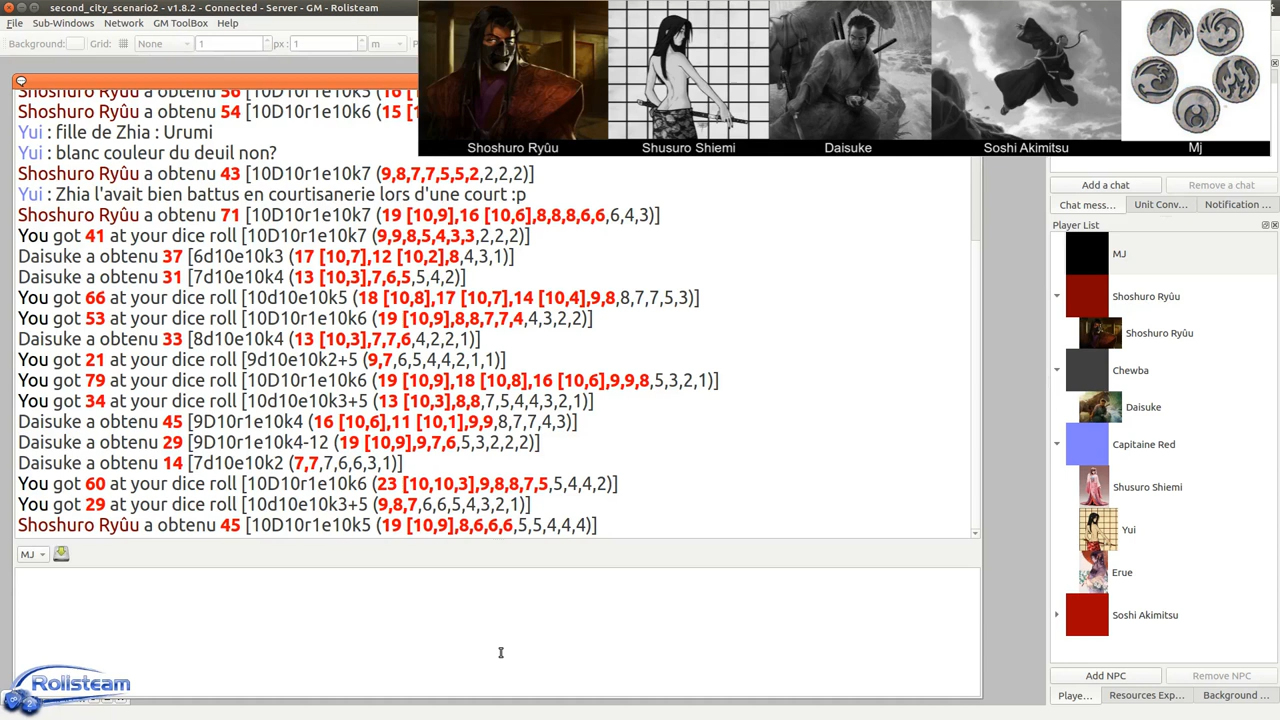 second_city_scenario2 - v1.8.2 - Connected - Server - GM - Rolisteam
File Sub-Windows Network GM ToolBox Help
Background: Grid: None 1 px : 1 m
Shoshuro Ryûu Shusuro Shiemi Daisuke Soshi Akimitsu Mj
Shoshuro Ryûu a obtenu 56 [10D10r1e10k5 (16 [
Shoshuro Ryûu a obtenu 54 [10D10r1e10k6 (15 [
Yui : fille de Zhia : Urumi
Yui : blanc couleur du deuil non?
Shoshuro Ryûu a obtenu 43 [10D10r1e10k7 (9,8,7,7,5,5,2,2,2,2)]
Yui : Zhia l'avait bien battus en courtisanerie lors d'une court :p
Shoshuro Ryûu a obtenu 71 [10D10r1e10k7 (19 [10,9],16 [10,6],8,8,8,6,6,6,4,3)]
You got 41 at your dice roll [10D10r1e10k7 (9,9,8,5,4,3,3,2,2,2)]
Daisuke a obtenu 37 [6d10e10k3 (17 [10,7],12 [10,2],8,4,3,1)]
Daisuke a obtenu 31 [7d10e10k4 (13 [10,3],7,6,5,5,4,2)]
You got 66 at your dice roll [10d10e10k5 (18 [10,8],17 [10,7],14 [10,4],9,8,8,7,7,5,3)]
You got 53 at your dice roll [10D10r1e10k6 (19 [10,9],8,8,7,7,4,4,3,2,2)]
Daisuke a obtenu 33 [8d10e10k4 (13 [10,3],7,7,6,4,2,2,1)]
You got 21 at your dice roll [9d10e10k2+5 (9,7,6,5,4,4,2,1,1)]
You got 79 at your dice roll [10D10r1e10k6 (19 [10,9],18 [10,8],16 [10,6],9,9,8,5,3,2,1)]
You got 34 at your dice roll [10d10e10k3+5 (13 [10,3],8,8,7,5,4,4,3,2,1)]
Daisuke a obtenu 45 [9D10r1e10k4 (16 [10,6],11 [10,1],9,9,8,7,7,4,3)]
Daisuke a obtenu 29 [9D10r1e10k4-12 (19 [10,9],9,7,6,5,3,2,2,2)]
Daisuke a obtenu 14 [7d10e10k2 (7,7,7,6,6,3,1)]
You got 60 at your dice roll [10D10r1e10k6 (23 [10,10,3],9,8,8,7,5,5,4,4,2)]
You got 29 at your dice roll [10d10e10k3+5 (9,8,7,6,6,5,4,3,2,1)]
Shoshuro Ryûu a obtenu 45 [10D10r1e10k5 (19 [10,9],8,6,6,6,5,5,4,4,4)]
MJ
Rolisteam
Add a chat Remove a chat
Chat mess... Unit Conv... Notification ...
Player List
MJ
Shoshuro Ryûu
Shoshuro Ryûu
Chewba
Daisuke
Capitaine Red
Shusuro Shiemi
Yui
Erue
Soshi Akimitsu
Add NPC Remove NPC
Playe... Resources Exp... Background ...